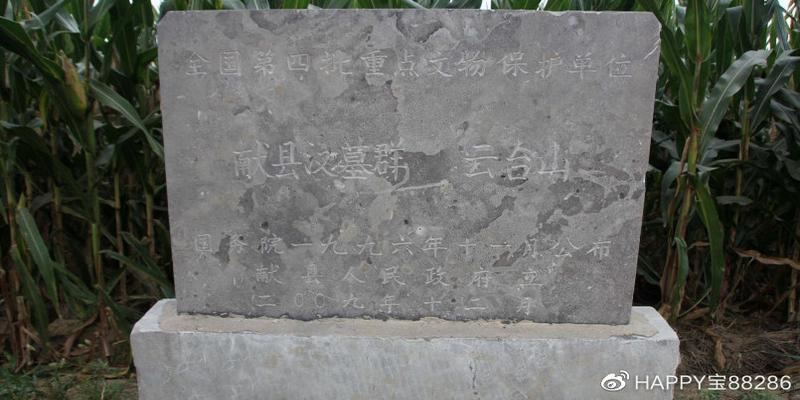 全国第四批重点文物保护单位
献县汉墓群——云台山
国务院一九九六年十一月公布
献县人民政府立
二〇〇九年十二月
HAPPY宝88286